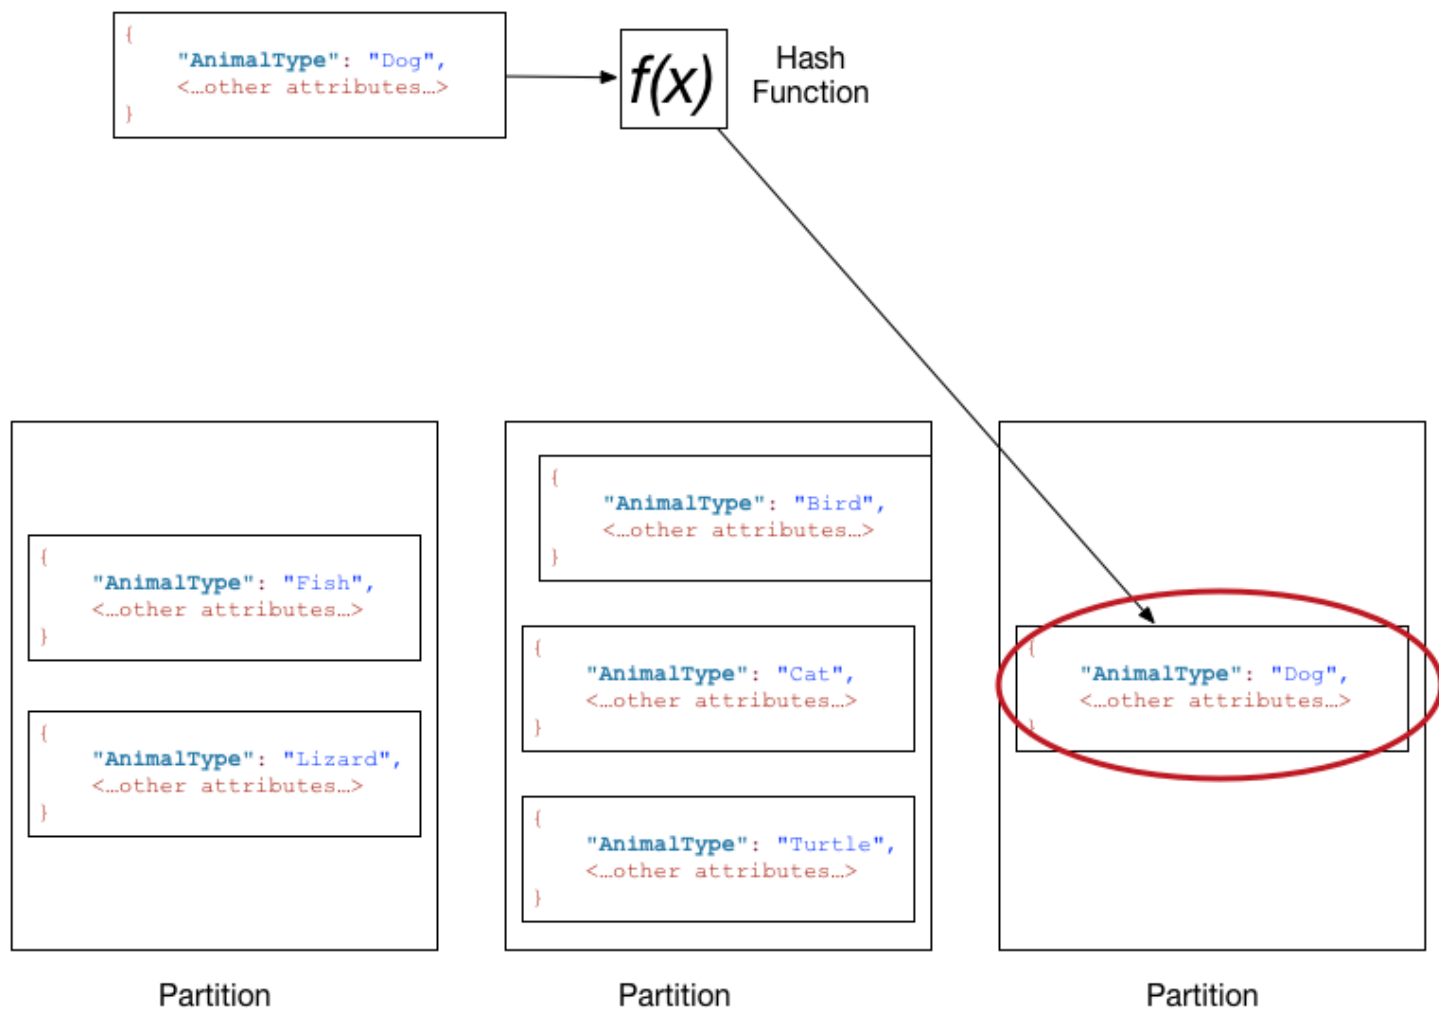 {
"AnimalType": "Dog",
<…other attributes…>
}
f(x)
Hash
Function
{
"AnimalType": "Fish",
<…other attributes…>
}
{
"AnimalType": "Lizard",
<…other attributes…>
}
Partition
{
"AnimalType": "Bird",
<…other attributes…>
}
{
"AnimalType": "Cat",
<…other attributes…>
}
{
"AnimalType": "Turtle",
<…other attributes…>
}
Partition
{
"AnimalType": "Dog",
<…other attributes…>
}
Partition